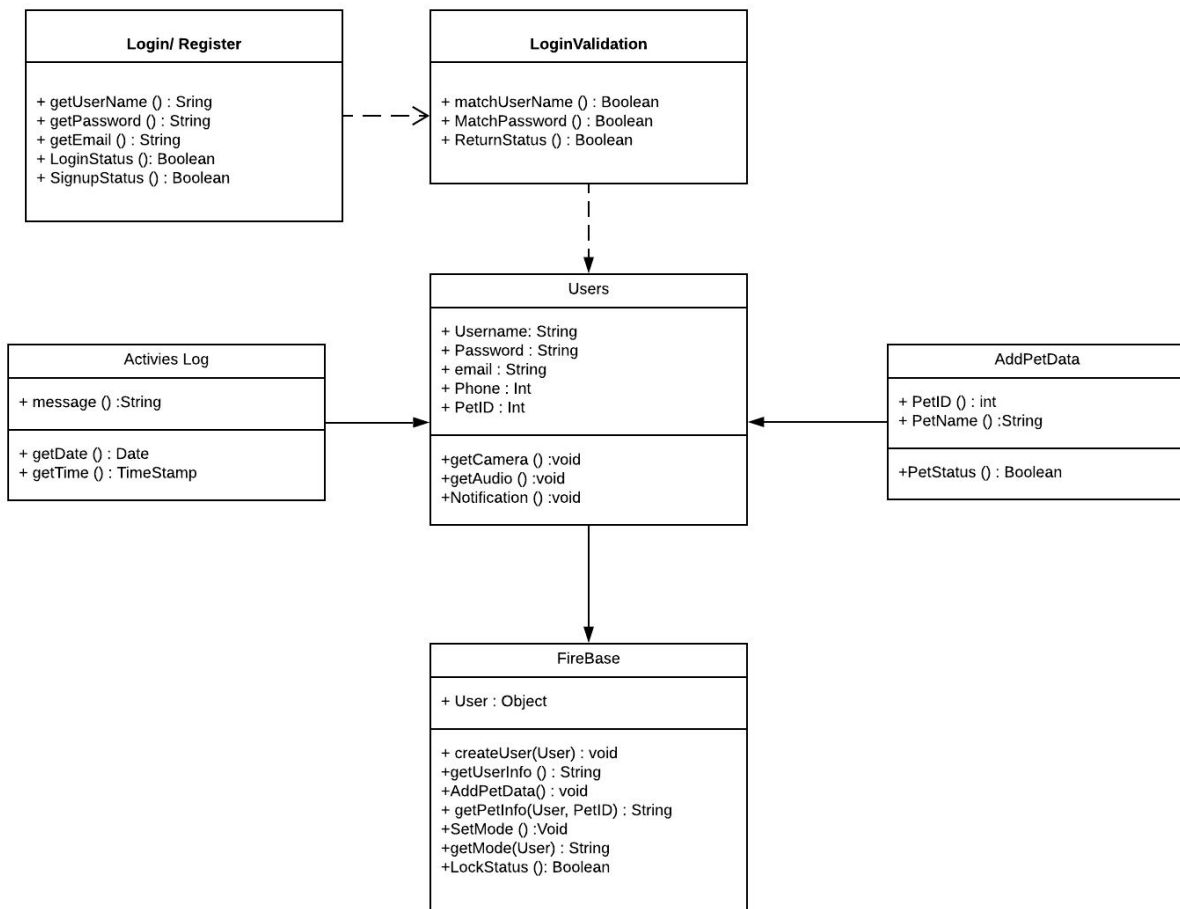 Login/ Register
+ getUserName () : Sring
+ getPassword () : String
+ getEmail () : String
+ LoginStatus (): Boolean
+ SignupStatus () : Boolean
LoginValidation
+ matchUserName () : Boolean
+ MatchPassword () : Boolean
+ ReturnStatus () : Boolean
Users
+ Username: String
+ Password : String
+ email : String
+ Phone : Int
+ PetID : Int
+getCamera () :void
+getAudio () :void
+Notification () :void
Activies Log
+ message () :String
+ getDate () : Date
+ getTime () : TimeStamp
AddPetData
+ PetID () : int
+ PetName () :String
+PetStatus () : Boolean
FireBase
+ User : Object
+ createUser(User) : void
+getUserInfo () : String
+AddPetData() : void
+ getPetInfo(User, PetID) : String
+SetMode () :Void
+getMode(User) : String
+LockStatus (): Boolean